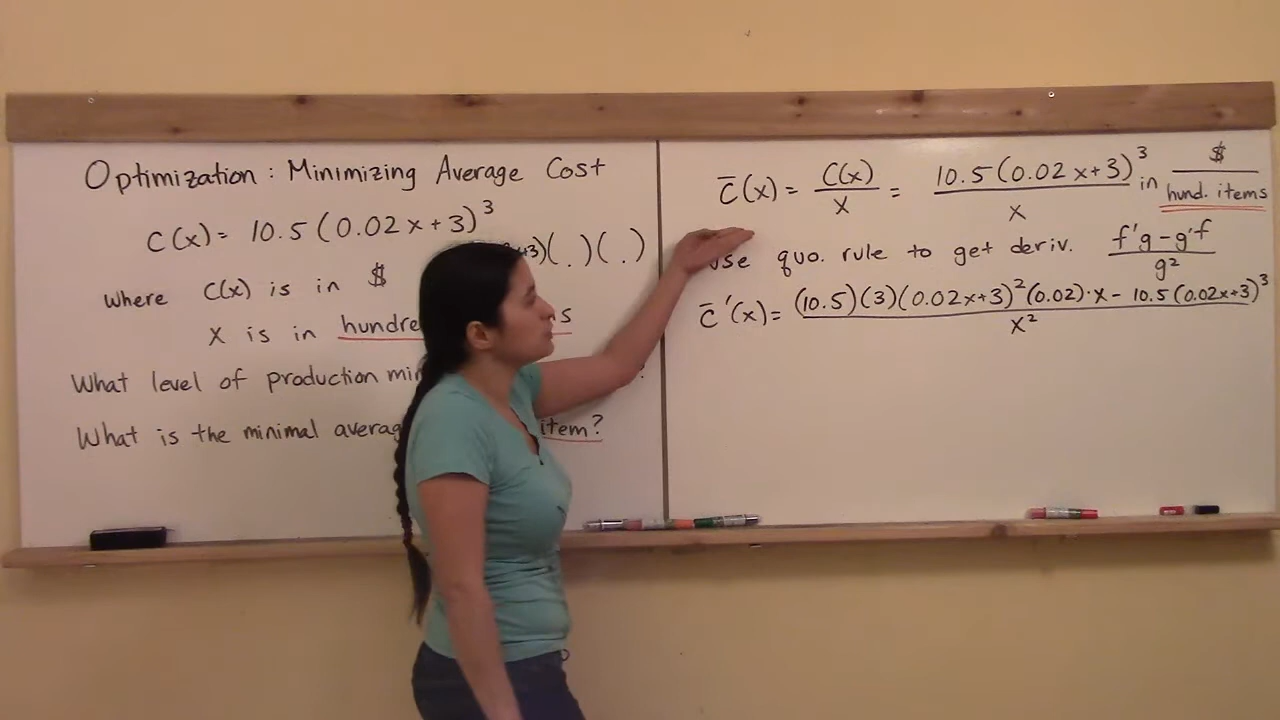 Optimization: Minimizing Average Cost
C(x) = 10.5(0.02x+3)³
+3)( . )( . )
where C(x) is in $
x is in hundre s
What level of production min ?
What is the minimal averag item?
C̄(x) = C(x)/x = 10.5(0.02x+3)³/x in $/hund. items
use quo. rule to get deriv. f'g-g'f/g²
C̄'(x) = (10.5)(3)(0.02x+3)²(0.02)·x - 10.5(0.02x+3)³/x²